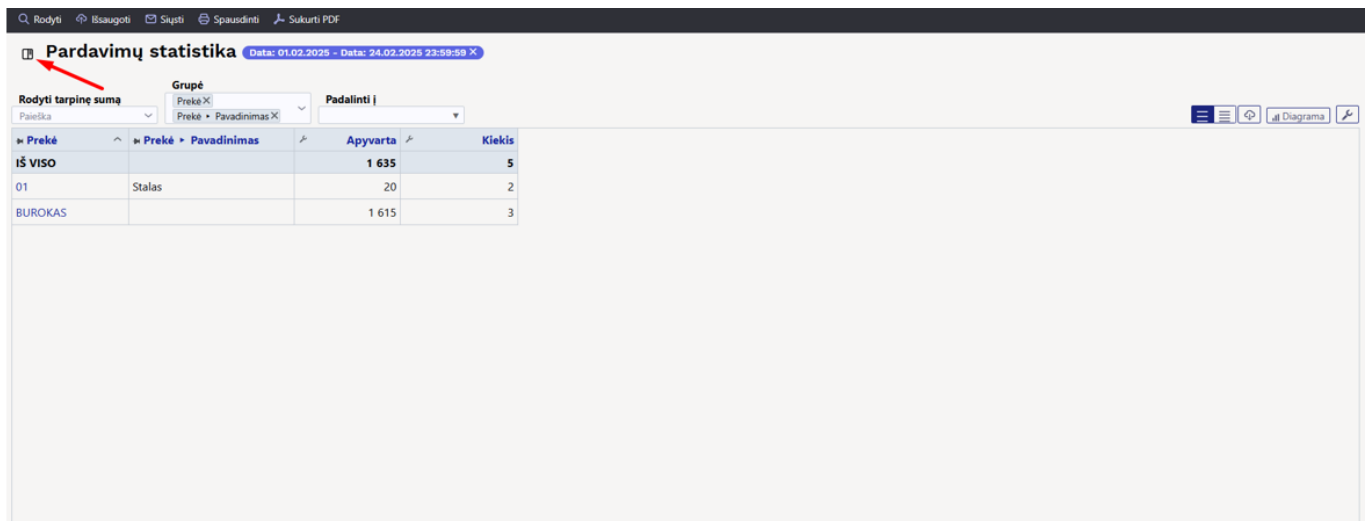 Rodyti Išsaugoti Siųsti Spausdinti Sukurti PDF
Pardavimų statistika Data: 01.02.2025 - Data: 24.02.2025 23:59:59 X
Grupė
Rodyti tarpinę sumą Prekė X Padalinti į
Paieška Prekė ▸ Pavadinimas X
Diagrama
Prekė Prekė ▸ Pavadinimas Apyvarta Kiekis
IŠ VISO 1 635 5
01 Stalas 20 2
BUROKAS 1 615 3